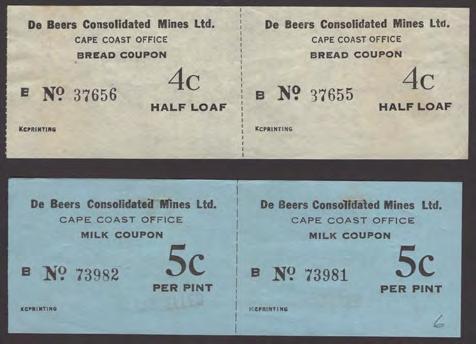 De Beers Consolidated Mines Ltd.
CAPE COAST OFFICE
BREAD COUPON
4c
B No 37656
HALF LOAF
KCPRINTING
De Beers Consolidated Mines Ltd.
CAPE COAST OFFICE
BREAD COUPON
4c
B No 37655
HALF LOAF
KCPRINTING
De Beers Consolidated Mines Ltd.
CAPE COAST OFFICE
MILK COUPON
5c
B No 73982
PER PINT
KCPRINTING
De Beers Consolidated Mines Ltd.
CAPE COAST OFFICE
MILK COUPON
5c
B No 73981
PER PINT
KCPRINTING
6